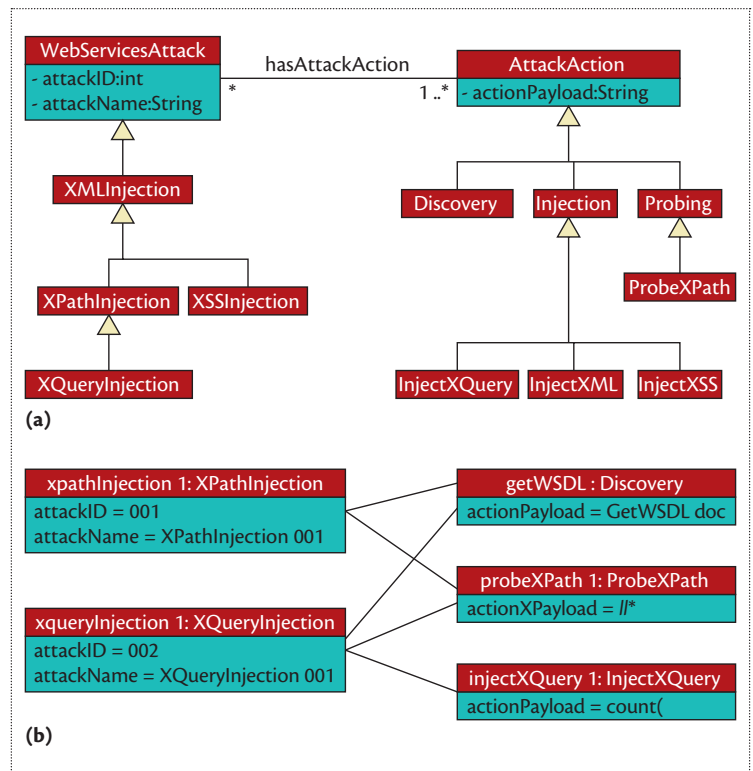 WebServicesAttack
- attackID:int
- attackName:String
hasAttackAction
*
1 ..*
AttackAction
- actionPayload:String
XMLInjection
Discovery
Injection
Probing
XPathInjection
XSSInjection
ProbeXPath
XQueryInjection
InjectXQuery
InjectXML
InjectXSS
(a)
xpathInjection 1: XPathInjection
attackID = 001
attackName = XPathInjection 001
getWSDL : Discovery
actionPayload = GetWSDL doc
probeXPath 1: ProbeXPath
actionXPayload = //*
xqueryInjection 1: XQueryInjection
attackID = 002
attackName = XQueryInjection 001
injectXQuery 1: InjectXQuery
actionPayload = count(
(b)